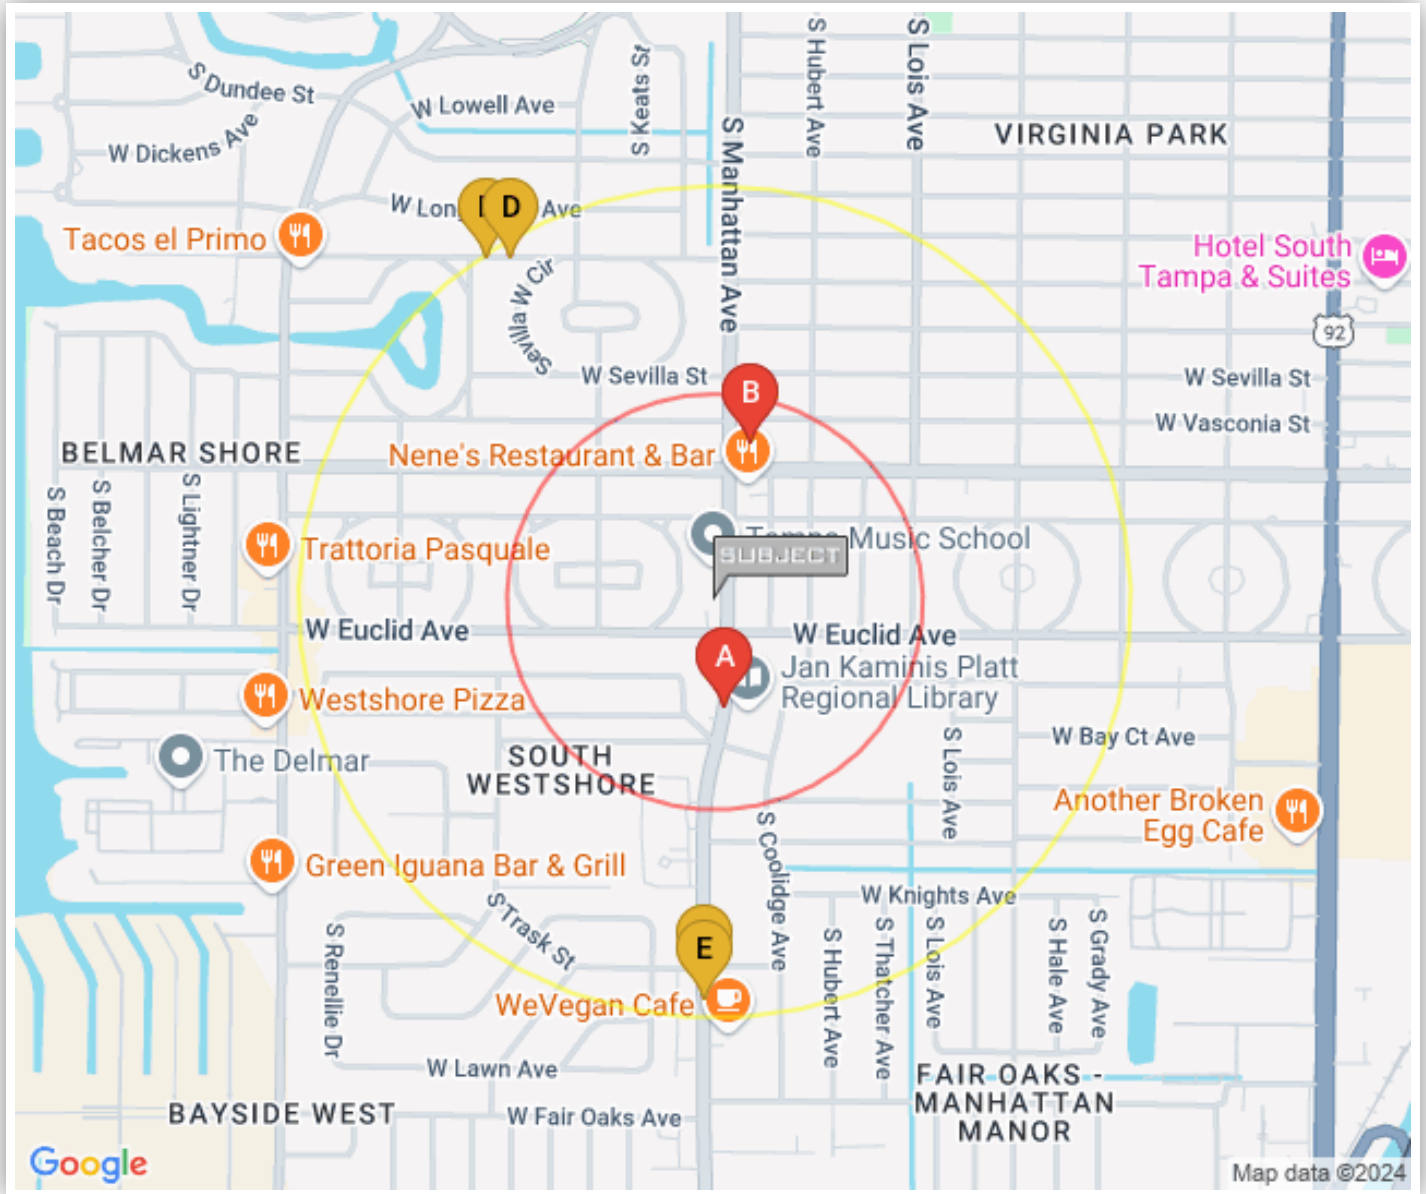 S Dundee St
W Lowell Ave
S Keats St
S Hubert Ave
S Lois Ave
VIRGINIA PARK
W Dickens Ave
S Manhattan Ave
W Lon
Ave
D
Tacos el Primo
Hotel South
Tampa & Suites
Sevilla W Cir
92
W Sevilla St
W Sevilla St
B
W Vasconia St
BELMAR SHORE
Nene's Restaurant & Bar
S Beach Dr
S Belcher Dr
S Lightner Dr
Trattoria Pasquale
Music School
SUBJECT
W Euclid Ave
W Euclid Ave
A
Jan Kaminis Platt
Regional Library
Westshore Pizza
The Delmar
SOUTH
WESTSHORE
W Bay Ct Ave
S Lois Ave
Another Broken
Egg Cafe
Green Iguana Bar & Grill
S Coolidge Ave
W Knights Ave
S Trask St
S Renellie Dr
E
S Hubert Ave
S Thatcher Ave
S Lois Ave
S Hale Ave
S Grady Ave
WeVegan Cafe
W Lawn Ave
FAIR OAKS -
MANHATTAN
MANOR
BAYSIDE WEST
W Fair Oaks Ave
Google
Map data ©2024